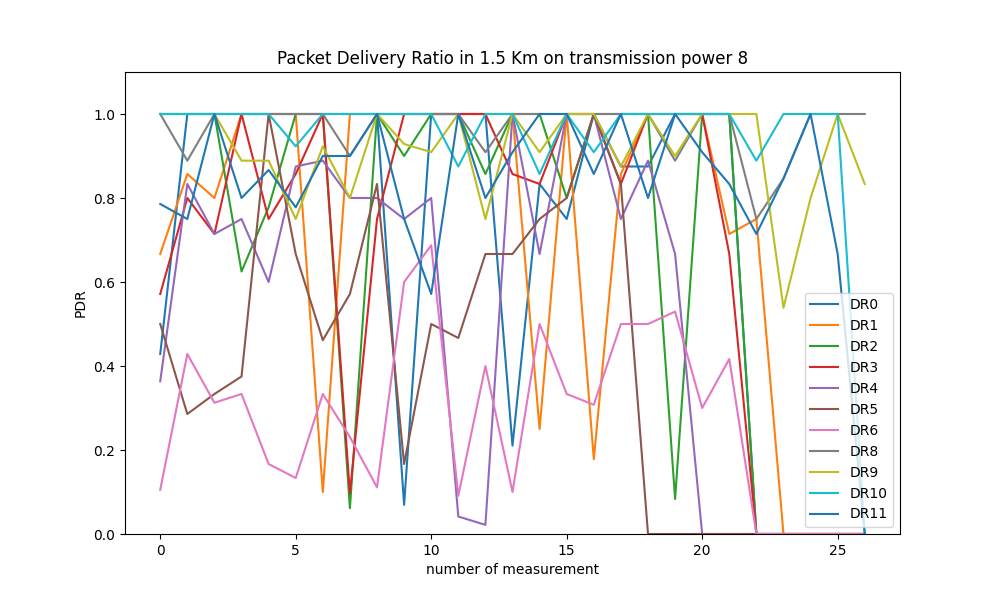 Packet Delivery Ratio in 1.5 Km on transmission power 8
1.0
0.8
0.6
0.4
0.2
0.0
PDR
0 5 10 15 20 25
number of measurement
DR0
DR1
DR2
DR3
DR4
DR5
DR6
DR8
DR9
DR10
DR11